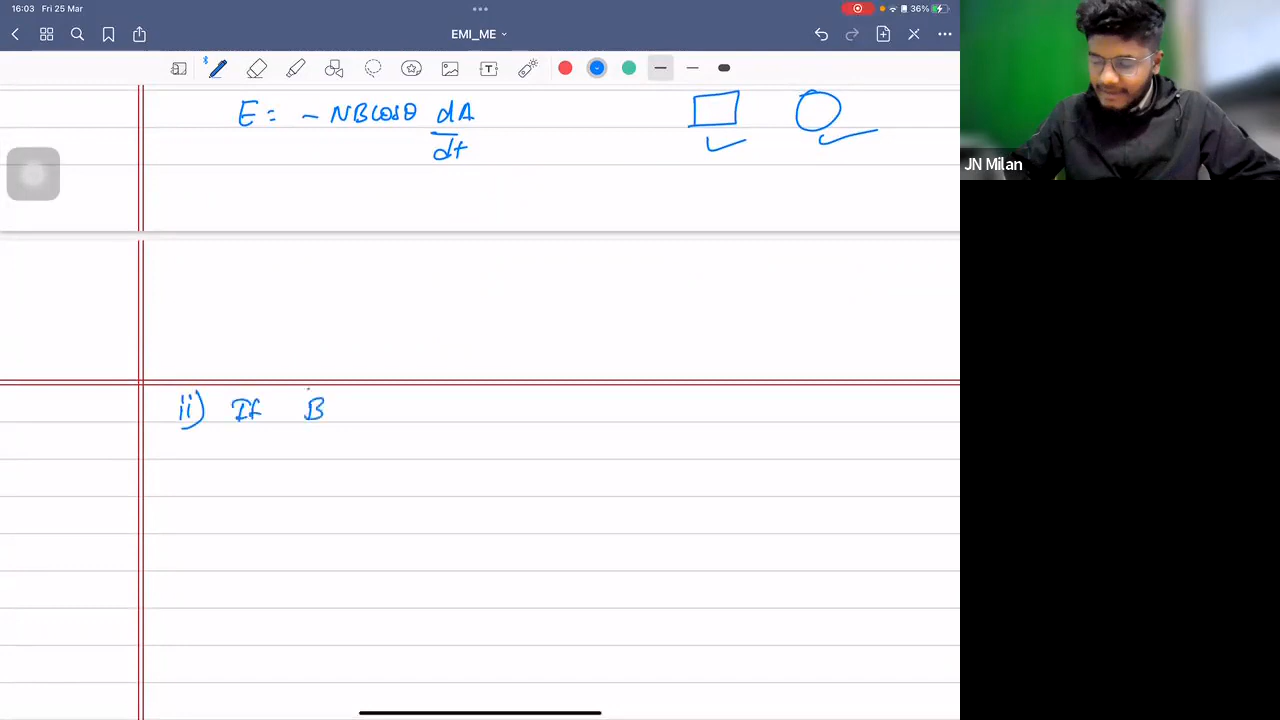 16:03 Fri 25 Mar
36%
EMI_ME
E = - NBcosθ dA
dt
JN Milan
ii) If B